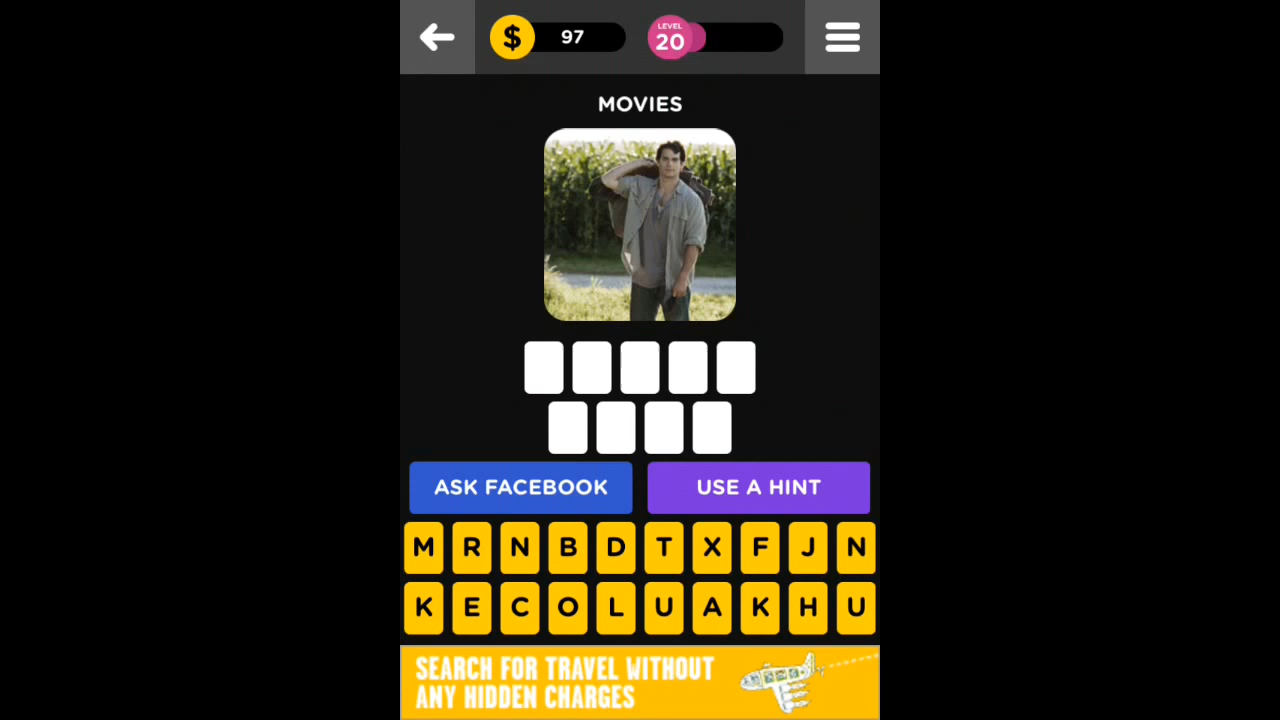 $ 97 LEVEL 20
MOVIES
ASK FACEBOOK USE A HINT
M R N B D T X F J N
K E C O L U A K H U
SEARCH FOR TRAVEL WITHOUT
ANY HIDDEN CHARGES